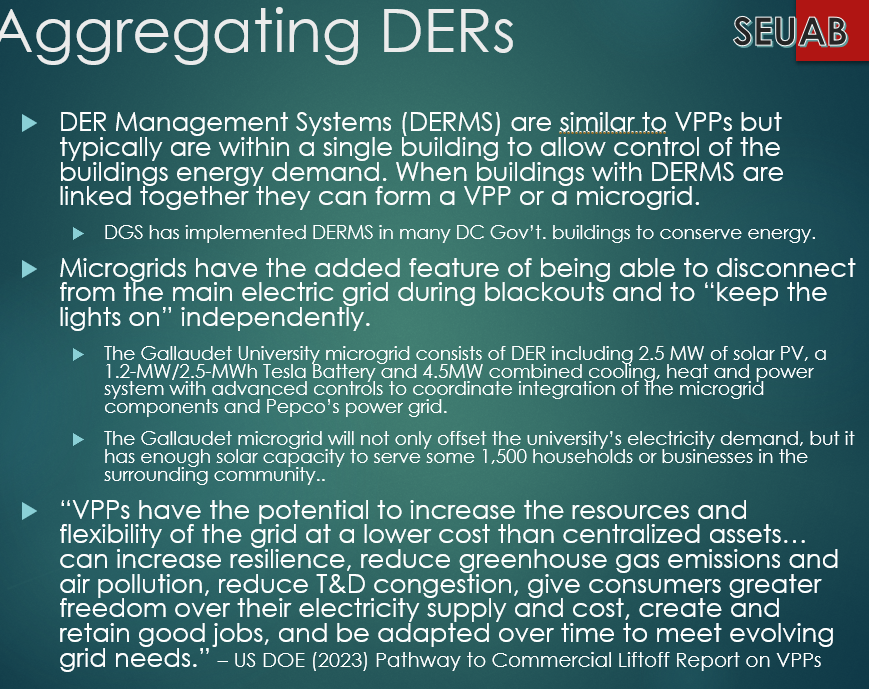 Aggregating DERs
SEUAB
DER Management Systems (DERMS) are similar to VPPs but
typically are within a single building to allow control of the
buildings energy demand. When buildings with DERMS are
linked together they can form a VPP or a microgrid.
DGS has implemented DERMS in many DC Gov’t. buildings to conserve energy.
Microgrids have the added feature of being able to disconnect
from the main electric grid during blackouts and to “keep the
lights on” independently.
The Gallaudet University microgrid consists of DER including 2.5 MW of solar PV, a
1.2-MW/2.5-MWh Tesla Battery and 4.5MW combined cooling, heat and power
system with advanced controls to coordinate integration of the microgrid
components and Pepco’s power grid.
The Gallaudet microgrid will not only offset the university’s electricity demand, but it
has enough solar capacity to serve some 1,500 households or businesses in the
surrounding community..
“VPPs have the potential to increase the resources and
flexibility of the grid at a lower cost than centralized assets…
can increase resilience, reduce greenhouse gas emissions and
air pollution, reduce T&D congestion, give consumers greater
freedom over their electricity supply and cost, create and
retain good jobs, and be adapted over time to meet evolving
grid needs.” – US DOE (2023) Pathway to Commercial Liftoff Report on VPPs